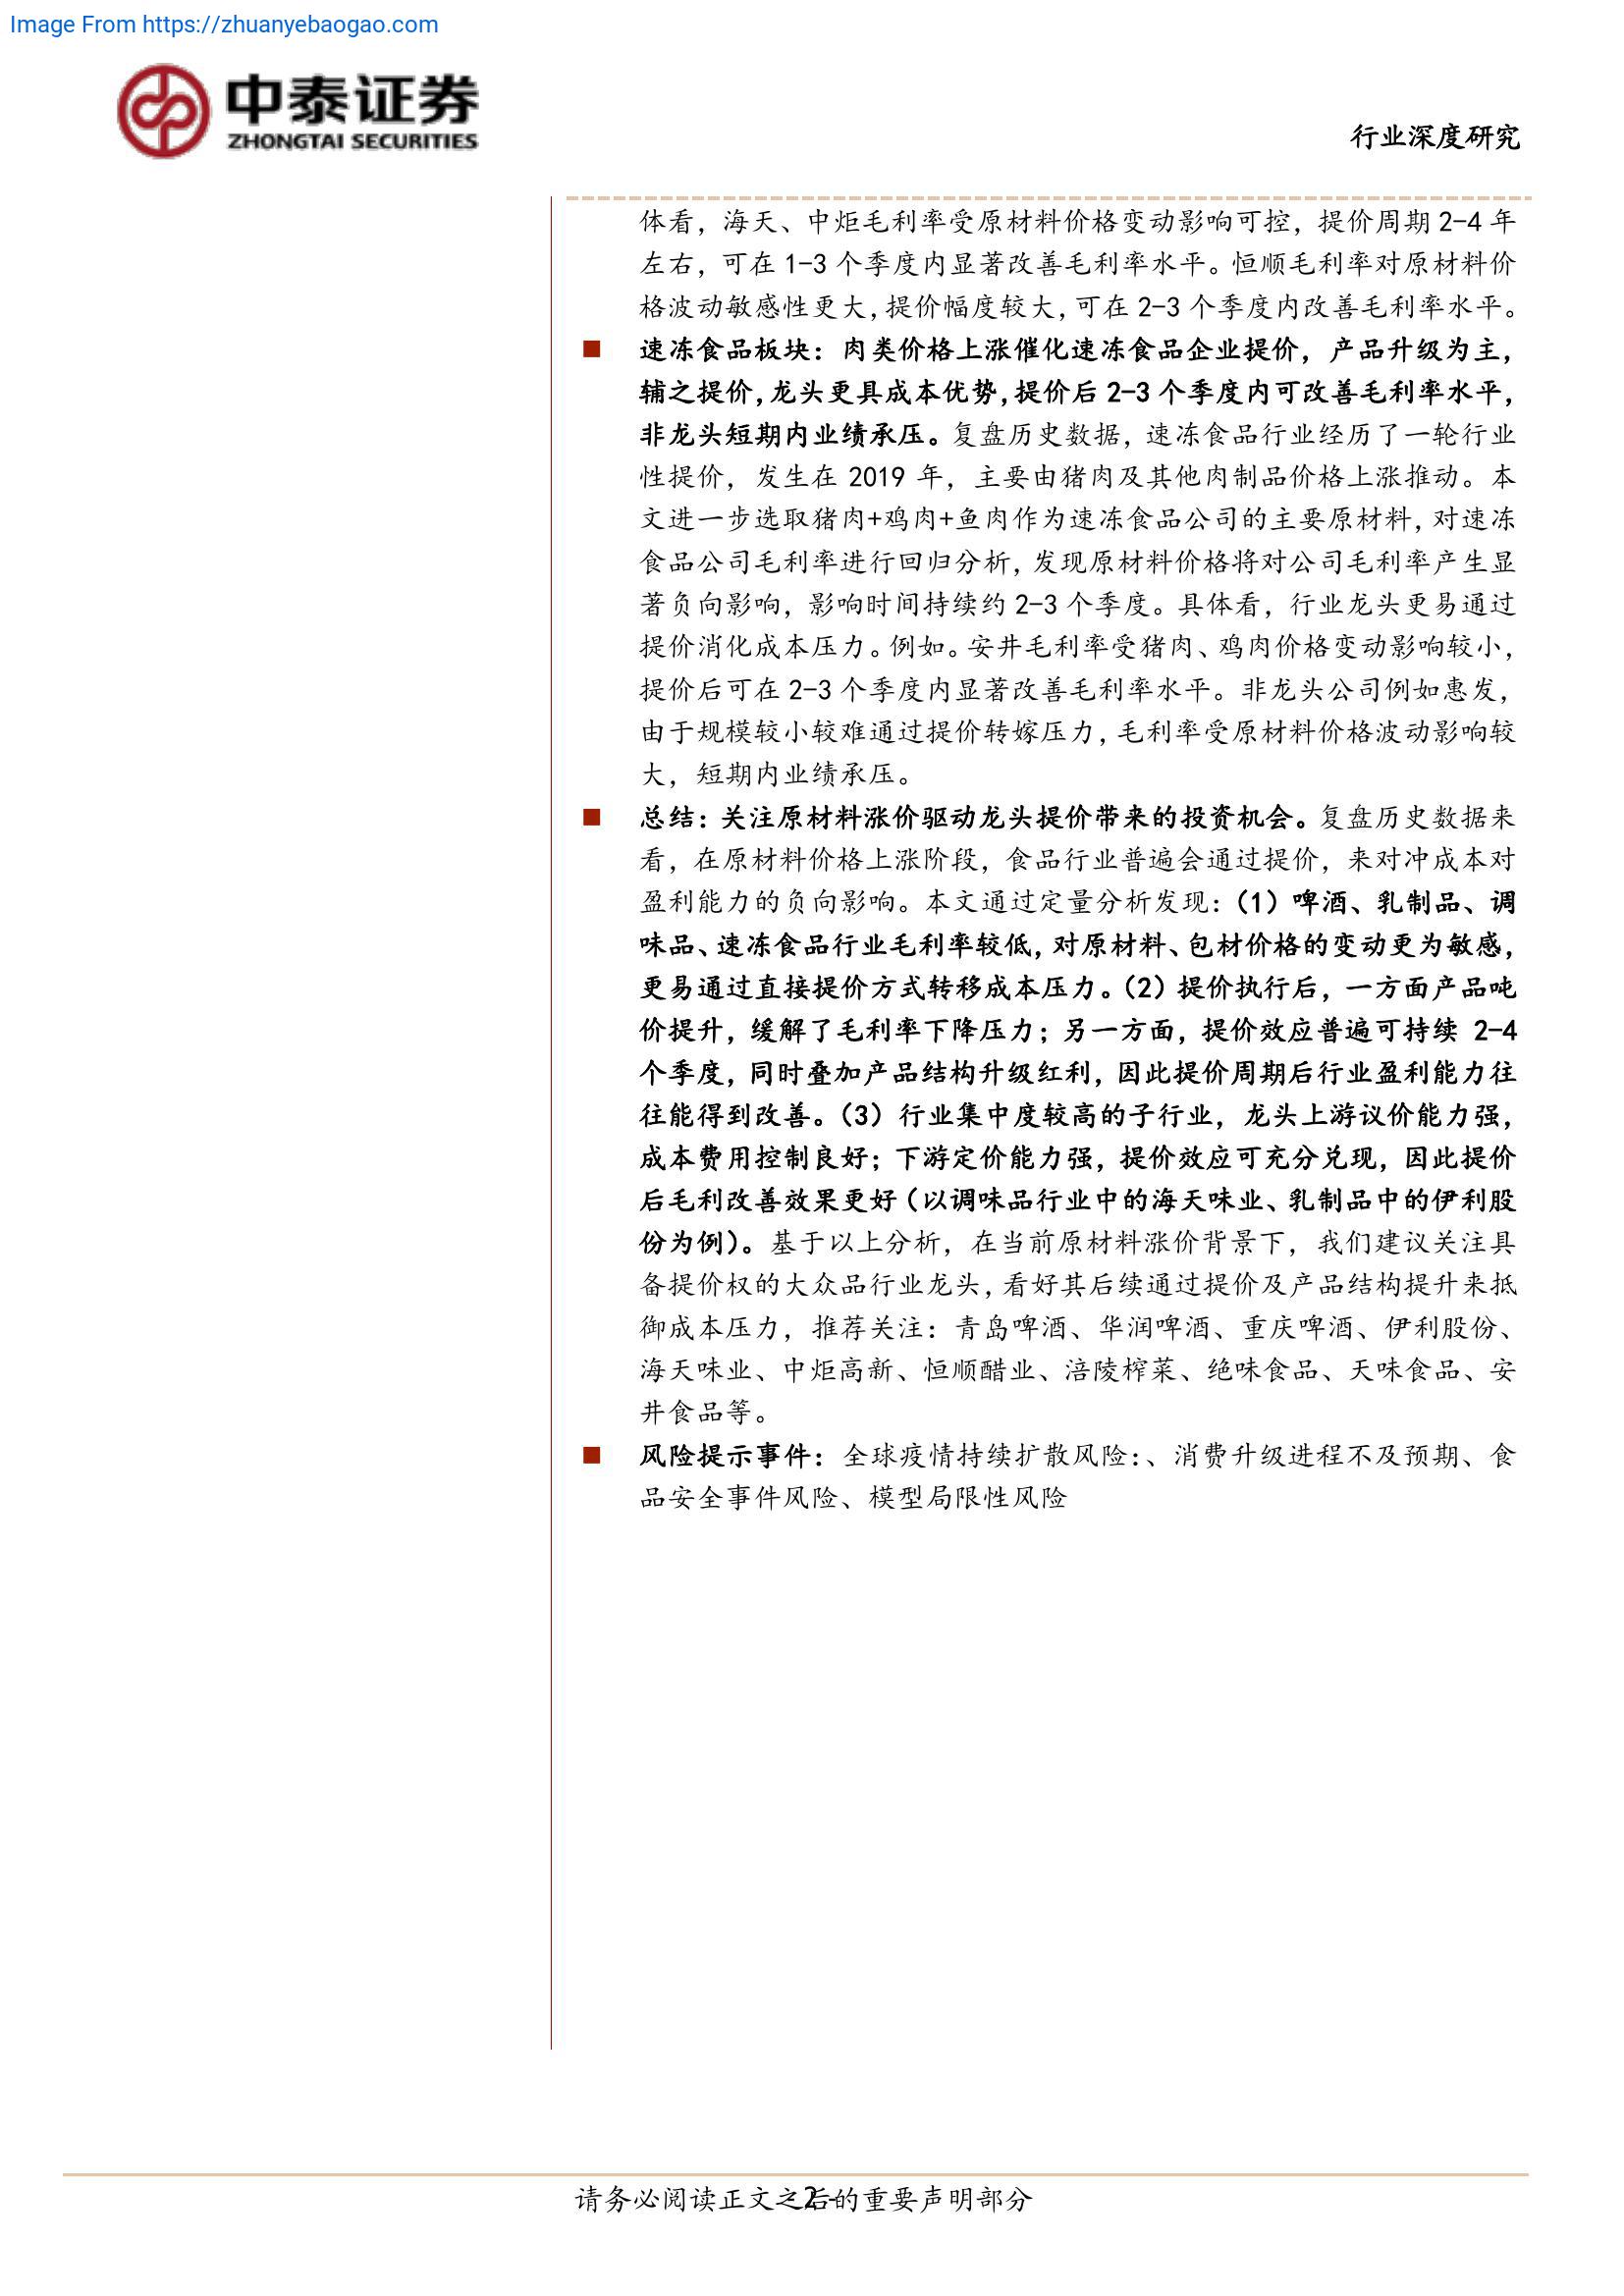 Image From https://zhuanyebaogao.com
中泰证券
ZHONGTAI SECURITIES
行业深度研究
体看，海天、中炬毛利率受原材料价格变动影响可控，提价周期 2-4 年
左右，可在 1-3 个季度内显著改善毛利率水平。恒顺毛利率对原材料价
格波动敏感性更大，提价幅度较大，可在 2-3 个季度内改善毛利率水平。
■ 速冻食品板块：肉类价格上涨催化速冻食品企业提价，产品升级为主，
辅之提价，龙头更具成本优势，提价后 2-3 个季度内可改善毛利率水平，
非龙头短期内业绩承压。复盘历史数据，速冻食品行业经历了一轮行业
性提价，发生在 2019 年，主要由猪肉及其他肉制品价格上涨推动。本
文进一步选取猪肉+鸡肉+鱼肉作为速冻食品公司的主要原材料，对速冻
食品公司毛利率进行回归分析，发现原材料价格将对公司毛利率产生显
著负向影响，影响时间持续约 2-3 个季度。具体看，行业龙头更易通过
提价消化成本压力。例如。安井毛利率受猪肉、鸡肉价格变动影响较小，
提价后可在 2-3 个季度内显著改善毛利率水平。非龙头公司例如惠发，
由于规模较小较难通过提价转嫁压力，毛利率受原材料价格波动影响较
大，短期内业绩承压。
■ 总结：关注原材料涨价驱动龙头提价带来的投资机会。复盘历史数据来
看，在原材料价格上涨阶段，食品行业普遍会通过提价，来对冲成本对
盈利能力的负向影响。本文通过定量分析发现：（1）啤酒、乳制品、调
味品、速冻食品行业毛利率较低，对原材料、包材价格的变动更为敏感，
更易通过直接提价方式转移成本压力。（2）提价执行后，一方面产品吨
价提升，缓解了毛利率下降压力；另一方面，提价效应普遍可持续 2-4
个季度，同时叠加产品结构升级红利，因此提价周期后行业盈利能力往
往能得到改善。（3）行业集中度较高的子行业，龙头上游议价能力强，
成本费用控制良好；下游定价能力强，提价效应可充分兑现，因此提价
后毛利改善效果更好（以调味品行业中的海天味业、乳制品中的伊利股
份为例）。基于以上分析，在当前原材料涨价背景下，我们建议关注具
备提价权的大众品行业龙头，看好其后续通过提价及产品结构提升来抵
御成本压力，推荐关注：青岛啤酒、华润啤酒、重庆啤酒、伊利股份、
海天味业、中炬高新、恒顺醋业、涪陵榨菜、绝味食品、天味食品、安
井食品等。
■ 风险提示事件：全球疫情持续扩散风险:、消费升级进程不及预期、食
品安全事件风险、模型局限性风险
请务必阅读正文之后的重要声明部分
- 2 -